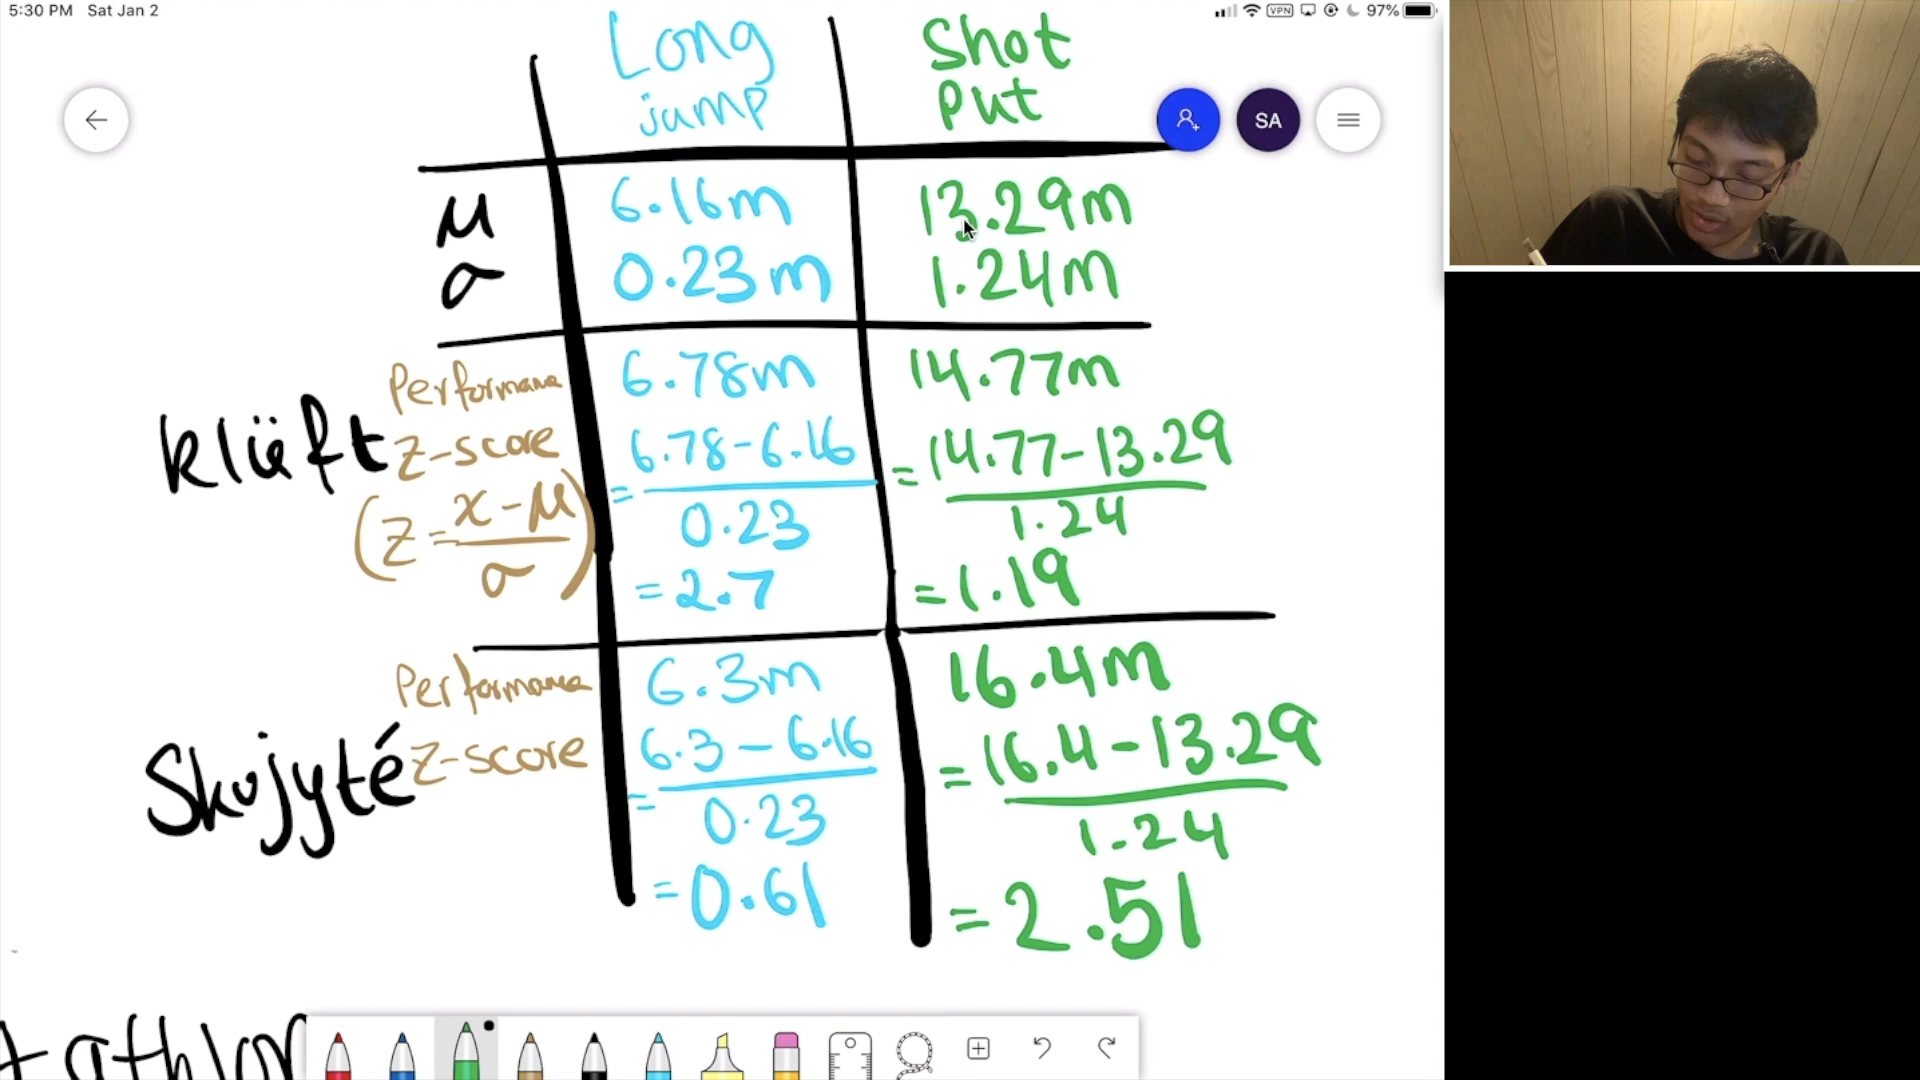 5:30 PM Sat Jan 2
VPN 97%
Long jump
Shot Put
SA
μ 6.16m 13.29m
σ 0.23m 1.24m
Klüft
Performance 6.78m 14.77m
z-score
(z = x - μ / σ)
= 6.78 - 6.16 / 0.23
= 2.7
= 14.77 - 13.29 / 1.24
= 1.19
Skujyté
Performance 6.3m 16.4m
z-score
= 6.3 - 6.16 / 0.23
= 0.61
= 16.4 - 13.29 / 1.24
= 2.51
tathlon